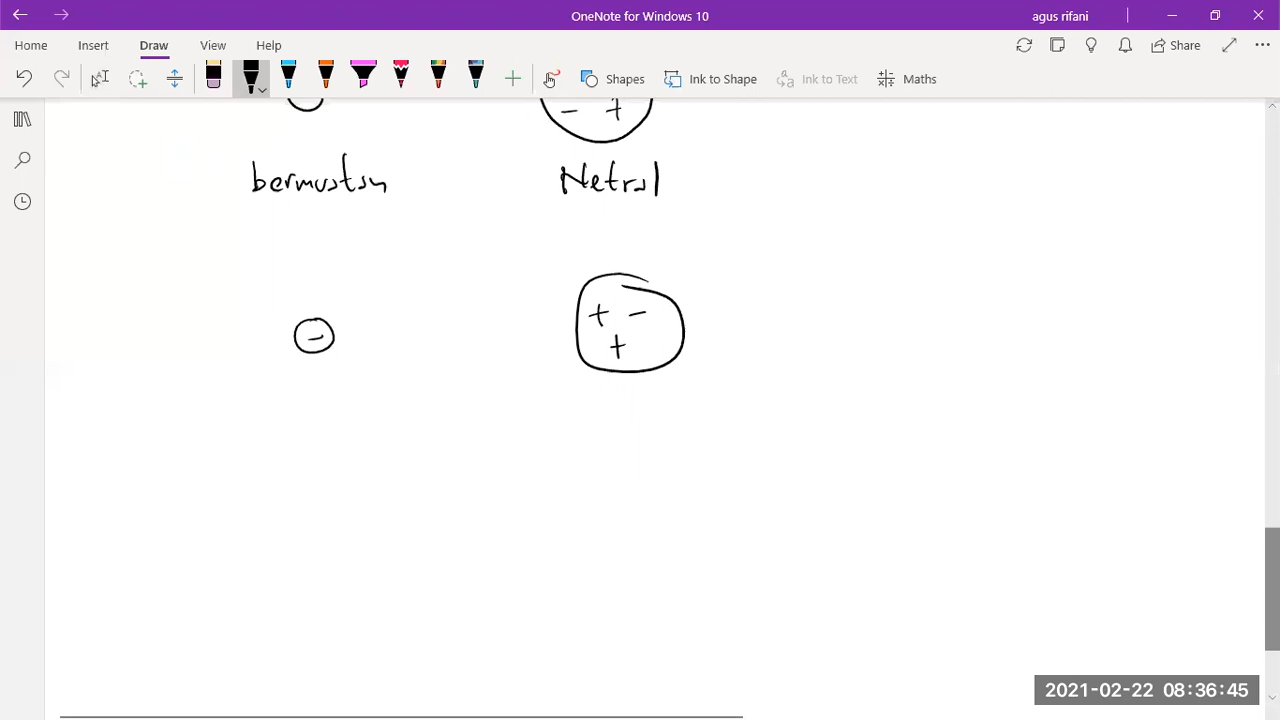 OneNote for Windows 10
agus rifani
Home Insert Draw View Help
Share
Shapes Ink to Shape Ink to Text Maths
- +
bermuatan Netral
- + -
+
2021-02-22 08:36:45